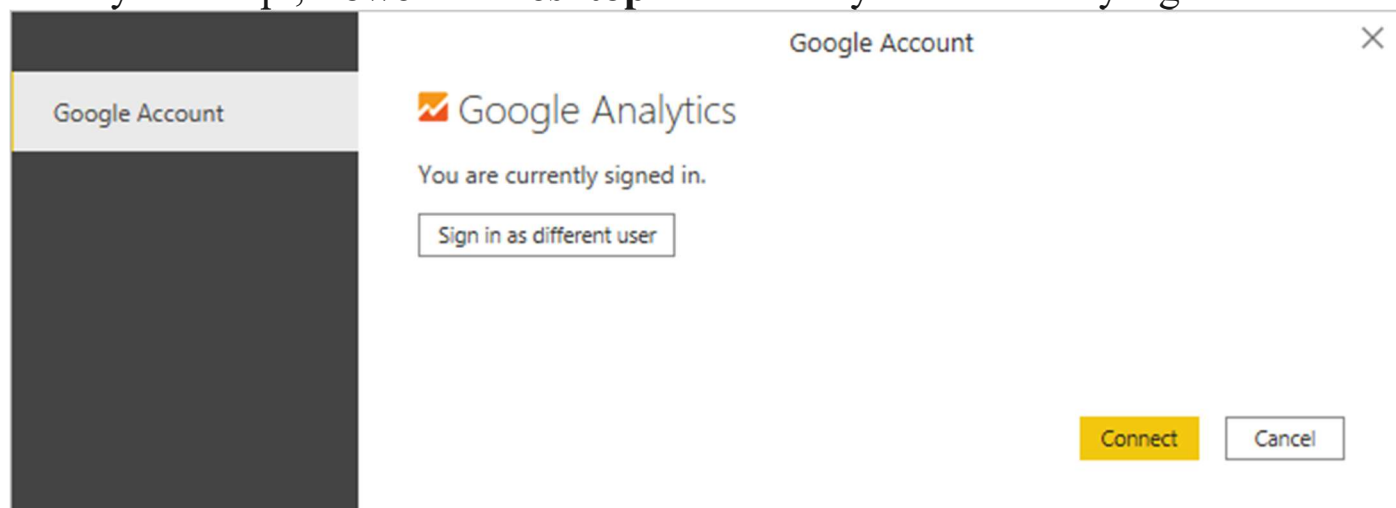 Google Account
Google Account
Google Analytics
You are currently signed in.
Sign in as different user
Connect
Cancel